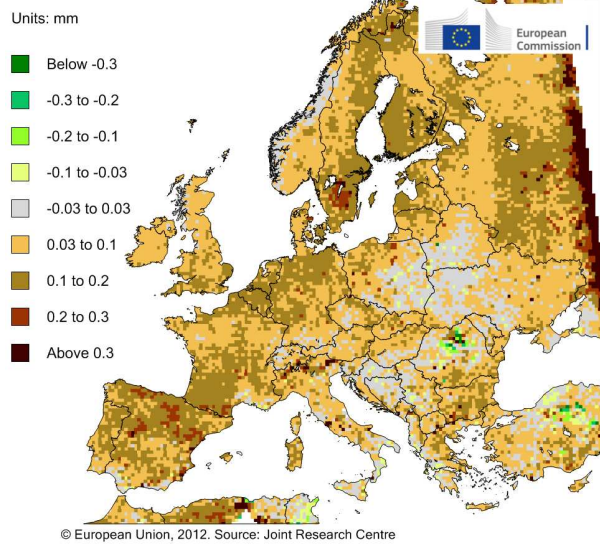 Units: mm
European
Commission
Below -0.3
-0.3 to -0.2
-0.2 to -0.1
-0.1 to -0.03
-0.03 to 0.03
0.03 to 0.1
0.1 to 0.2
0.2 to 0.3
Above 0.3
© European Union, 2012. Source: Joint Research Centre